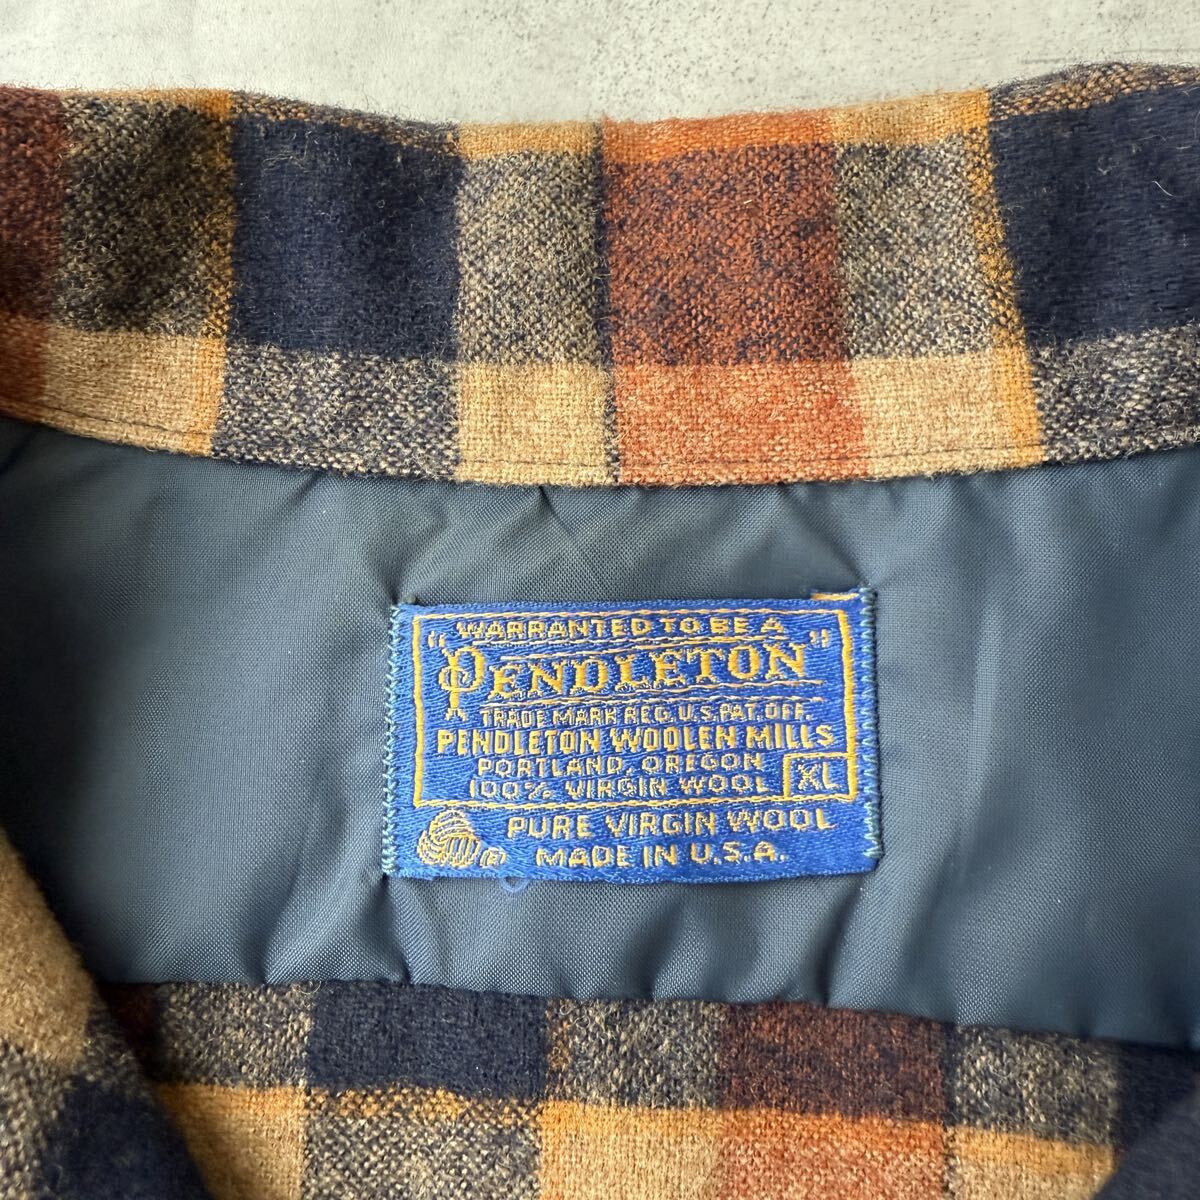 WARRANTED TO BE A
"PENDLETON"
TRADE MARK REG. U.S. PAT. OFF.
PENDLETON WOOLEN MILLS
PORTLAND, OREGON
100% VIRGIN WOOL XL
PURE VIRGIN WOOL
® MADE IN U.S.A.